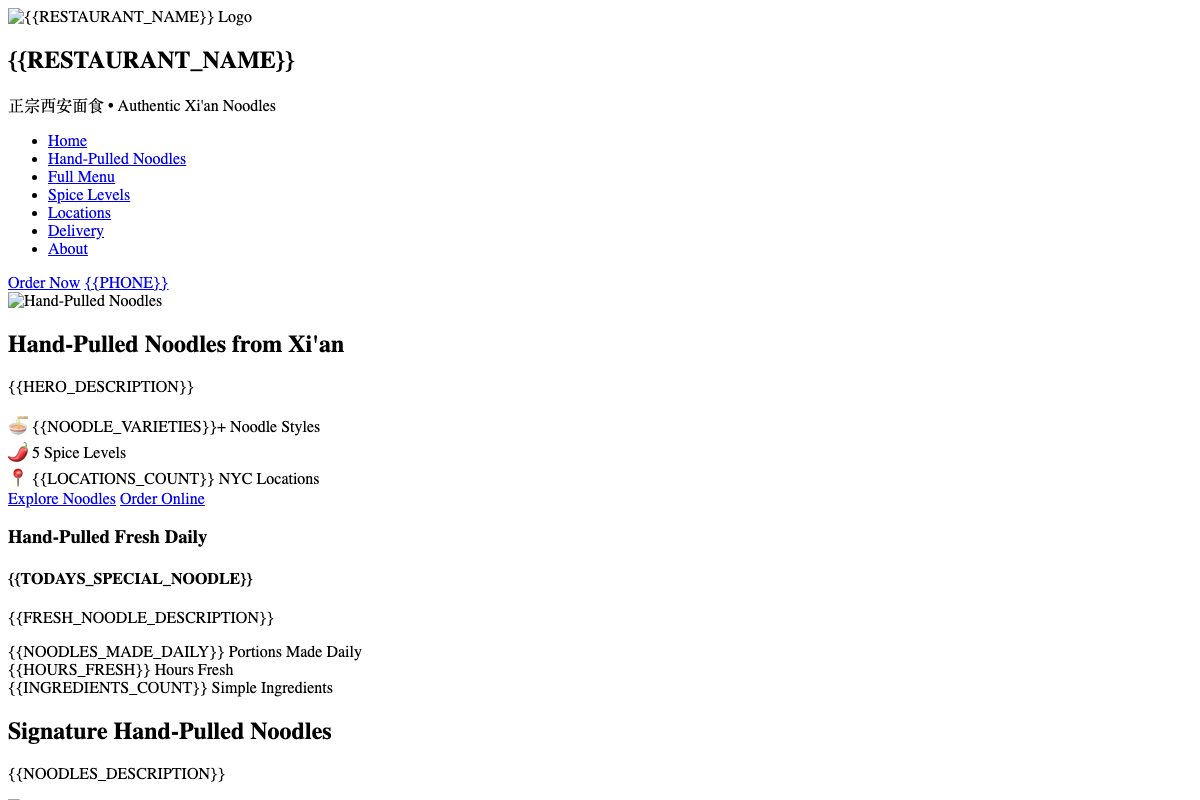 {{RESTAURANT_NAME}} Logo
{{RESTAURANT_NAME}}
正宗西安面食 • Authentic Xi'an Noodles
Home
Hand-Pulled Noodles
Full Menu
Spice Levels
Locations
Delivery
About
Order Now {{PHONE}}
Hand-Pulled Noodles
Hand-Pulled Noodles from Xi'an
{{HERO_DESCRIPTION}}
🍜 {{NOODLE_VARIETIES}}+ Noodle Styles
🌶️ 5 Spice Levels
📍 {{LOCATIONS_COUNT}} NYC Locations
Explore Noodles Order Online
Hand-Pulled Fresh Daily
{{TODAYS_SPECIAL_NOODLE}}
{{FRESH_NOODLE_DESCRIPTION}}
{{NOODLES_MADE_DAILY}} Portions Made Daily
{{HOURS_FRESH}} Hours Fresh
{{INGREDIENTS_COUNT}} Simple Ingredients
Signature Hand-Pulled Noodles
{{NOODLES_DESCRIPTION}}